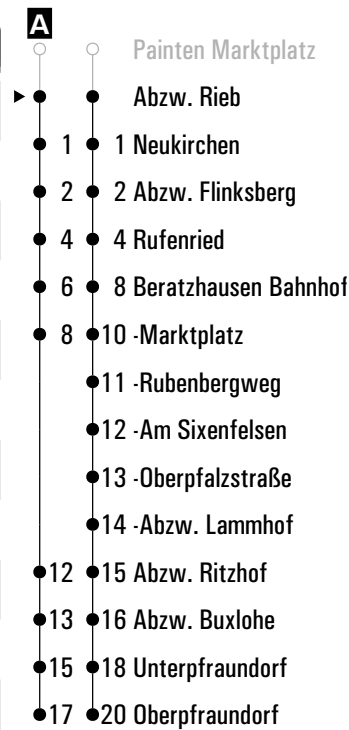 A
Painten Marktplatz
Abzw. Rieb
1 1 Neukirchen
2 2 Abzw. Flinksberg
4 4 Rufenried
6 8 Beratzhausen Bahnhof
8 10 -Marktplatz
11 -Rubenbergweg
12 -Am Sixenfelsen
13 -Oberpfalzstraße
14 -Abzw. Lammhof
12 15 Abzw. Ritzhof
13 16 Abzw. Buxlohe
15 18 Unterpfraundorf
17 20 Oberpfraundorf